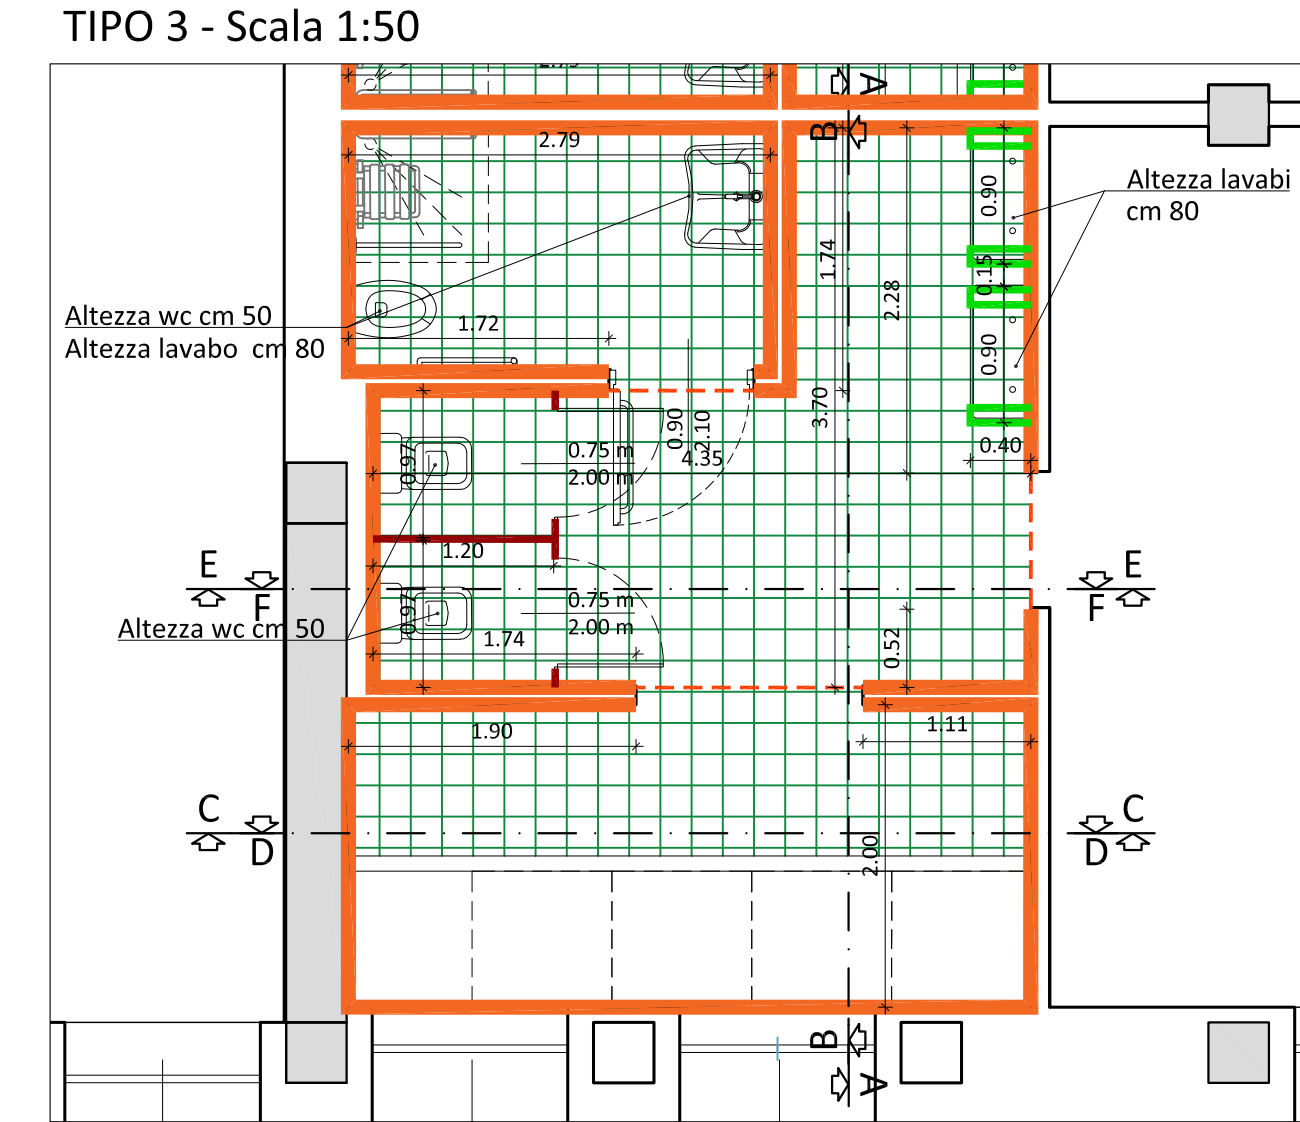 TIPO 3 - Scala 1:50
A
B
2.79
0.90
Altezza lavabi
cm 80
1.74
0.15
2.28
Altezza wc cm 50
Altezza lavabo cm 80
1.72
0.90
3.70
0.90
2.10
0.40
4.35
0.97
0.75 m
2.00 m
1.20
E
F
E
F
0.97
0.75 m
2.00 m
Altezza wc cm 50
1.74
0.52
1.90
1.11
C
D
C
D
2.00
B
A